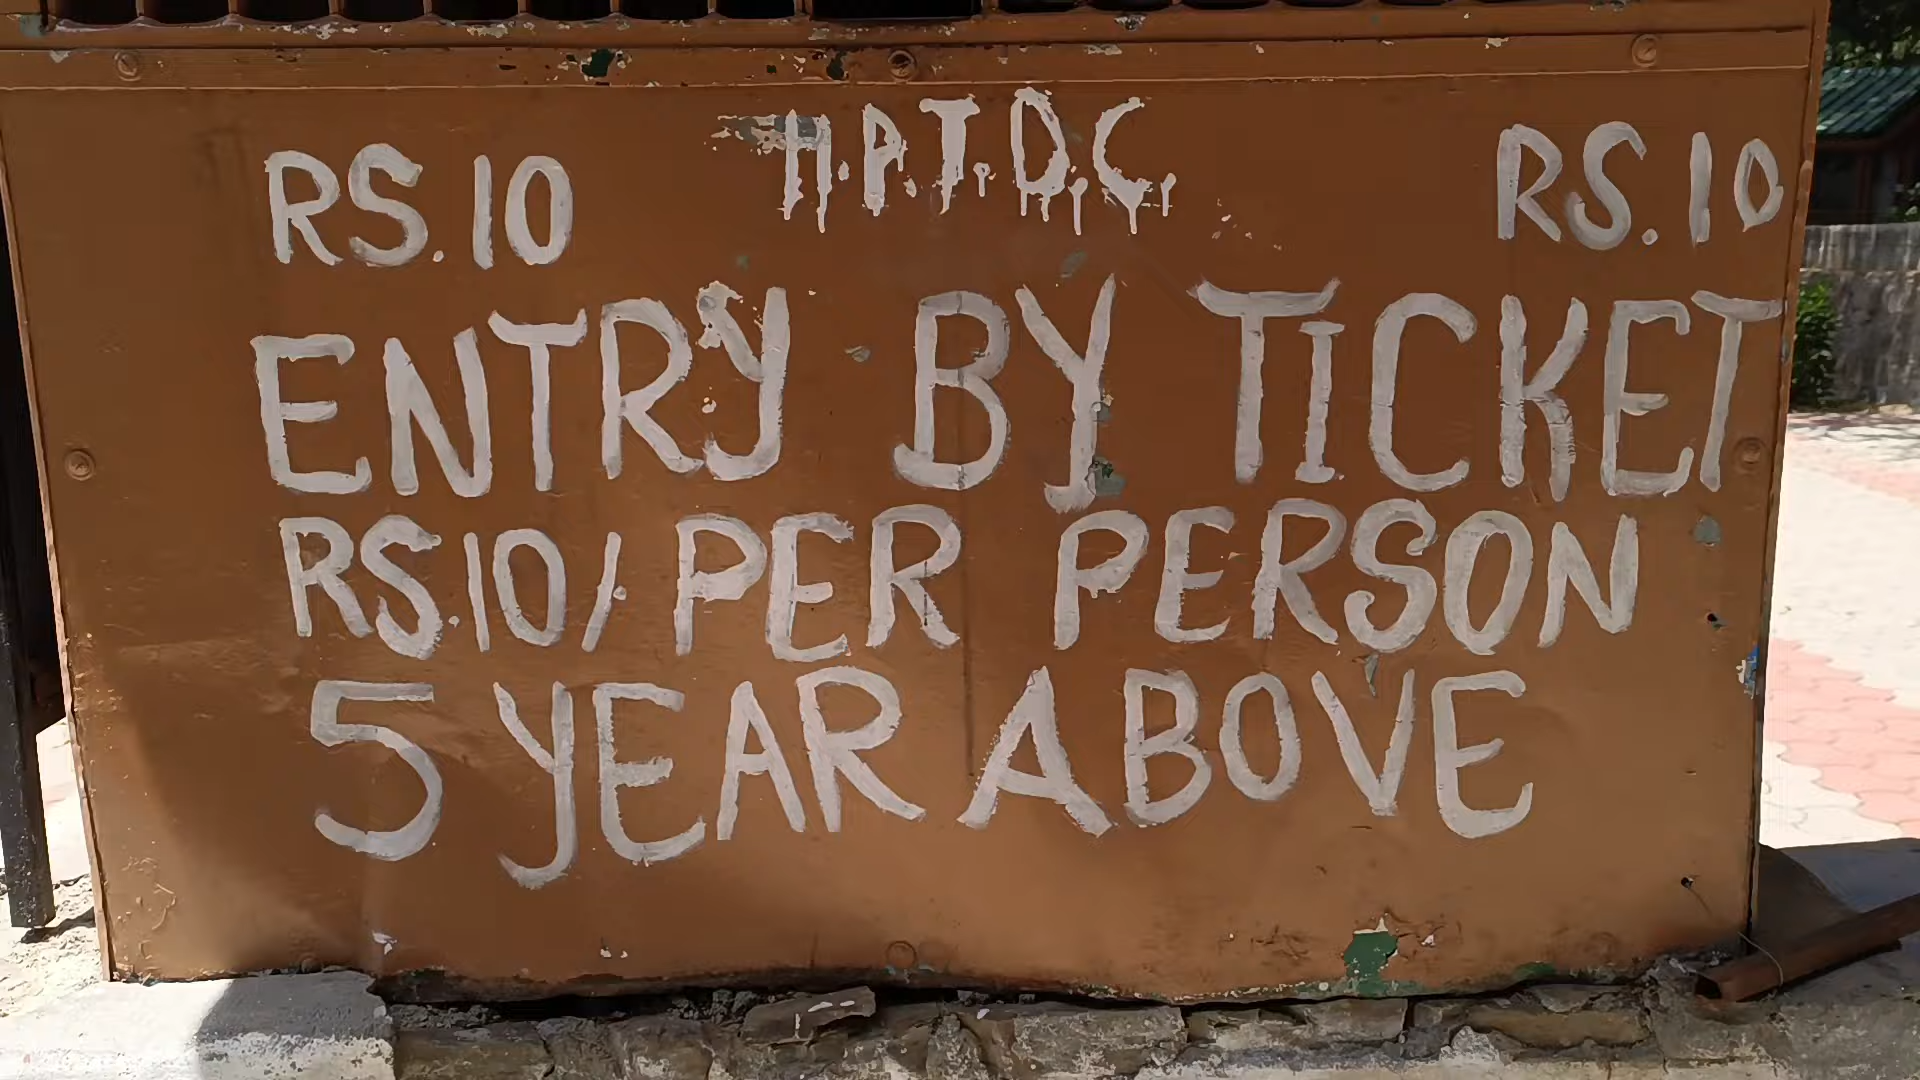 H.P.T.D.C.
RS.10 RS.10
ENTRY BY TICKET
RS.10/. PER PERSON
5 YEAR ABOVE